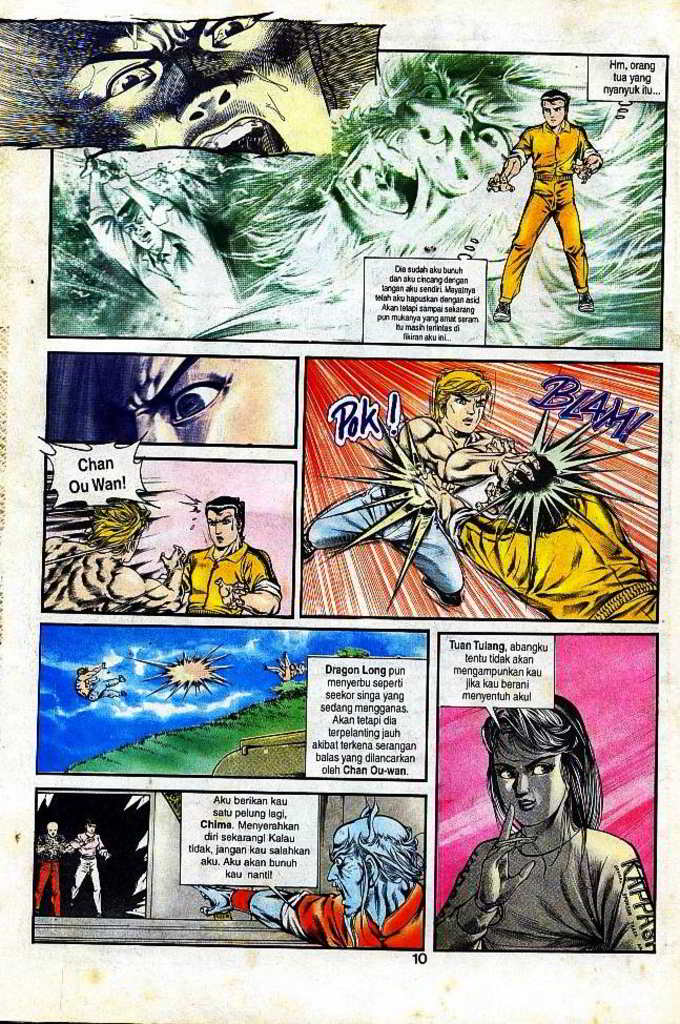 Hm, orang
tua yang
nyanyuk itu...
Dia sudah aku bunuh
dan aku cincang dengan
tangan aku sendiri. Mayatnya
telah aku hapuskan dengan asid
Akan tetapi sampai sekarang
pun mukanya yang amat seram
itu masih terlintas di
fikiran aku ini...
Chan
Ou Wan!
Pok!
BLAM!
Dragon Long pun
menyerbu seperti
seekor singa yang
sedang mengganas.
Akan tetapi dia
terpelanting jauh
akibat terkena serangan
balas yang dilancarkan
oleh Chan Ou-wan.
Tuan Tulang, abangku
tentu tidak akan
mengampunkan kau
jika kau berani
menyentuh aku!
Aku berikan kau
satu pelung lagi,
Chima. Menyerahkan
diri sekarang! Kalau
tidak, jangan kau salahkan
aku. Aku akan bunuh
kau nanti!
KAPPAS
10